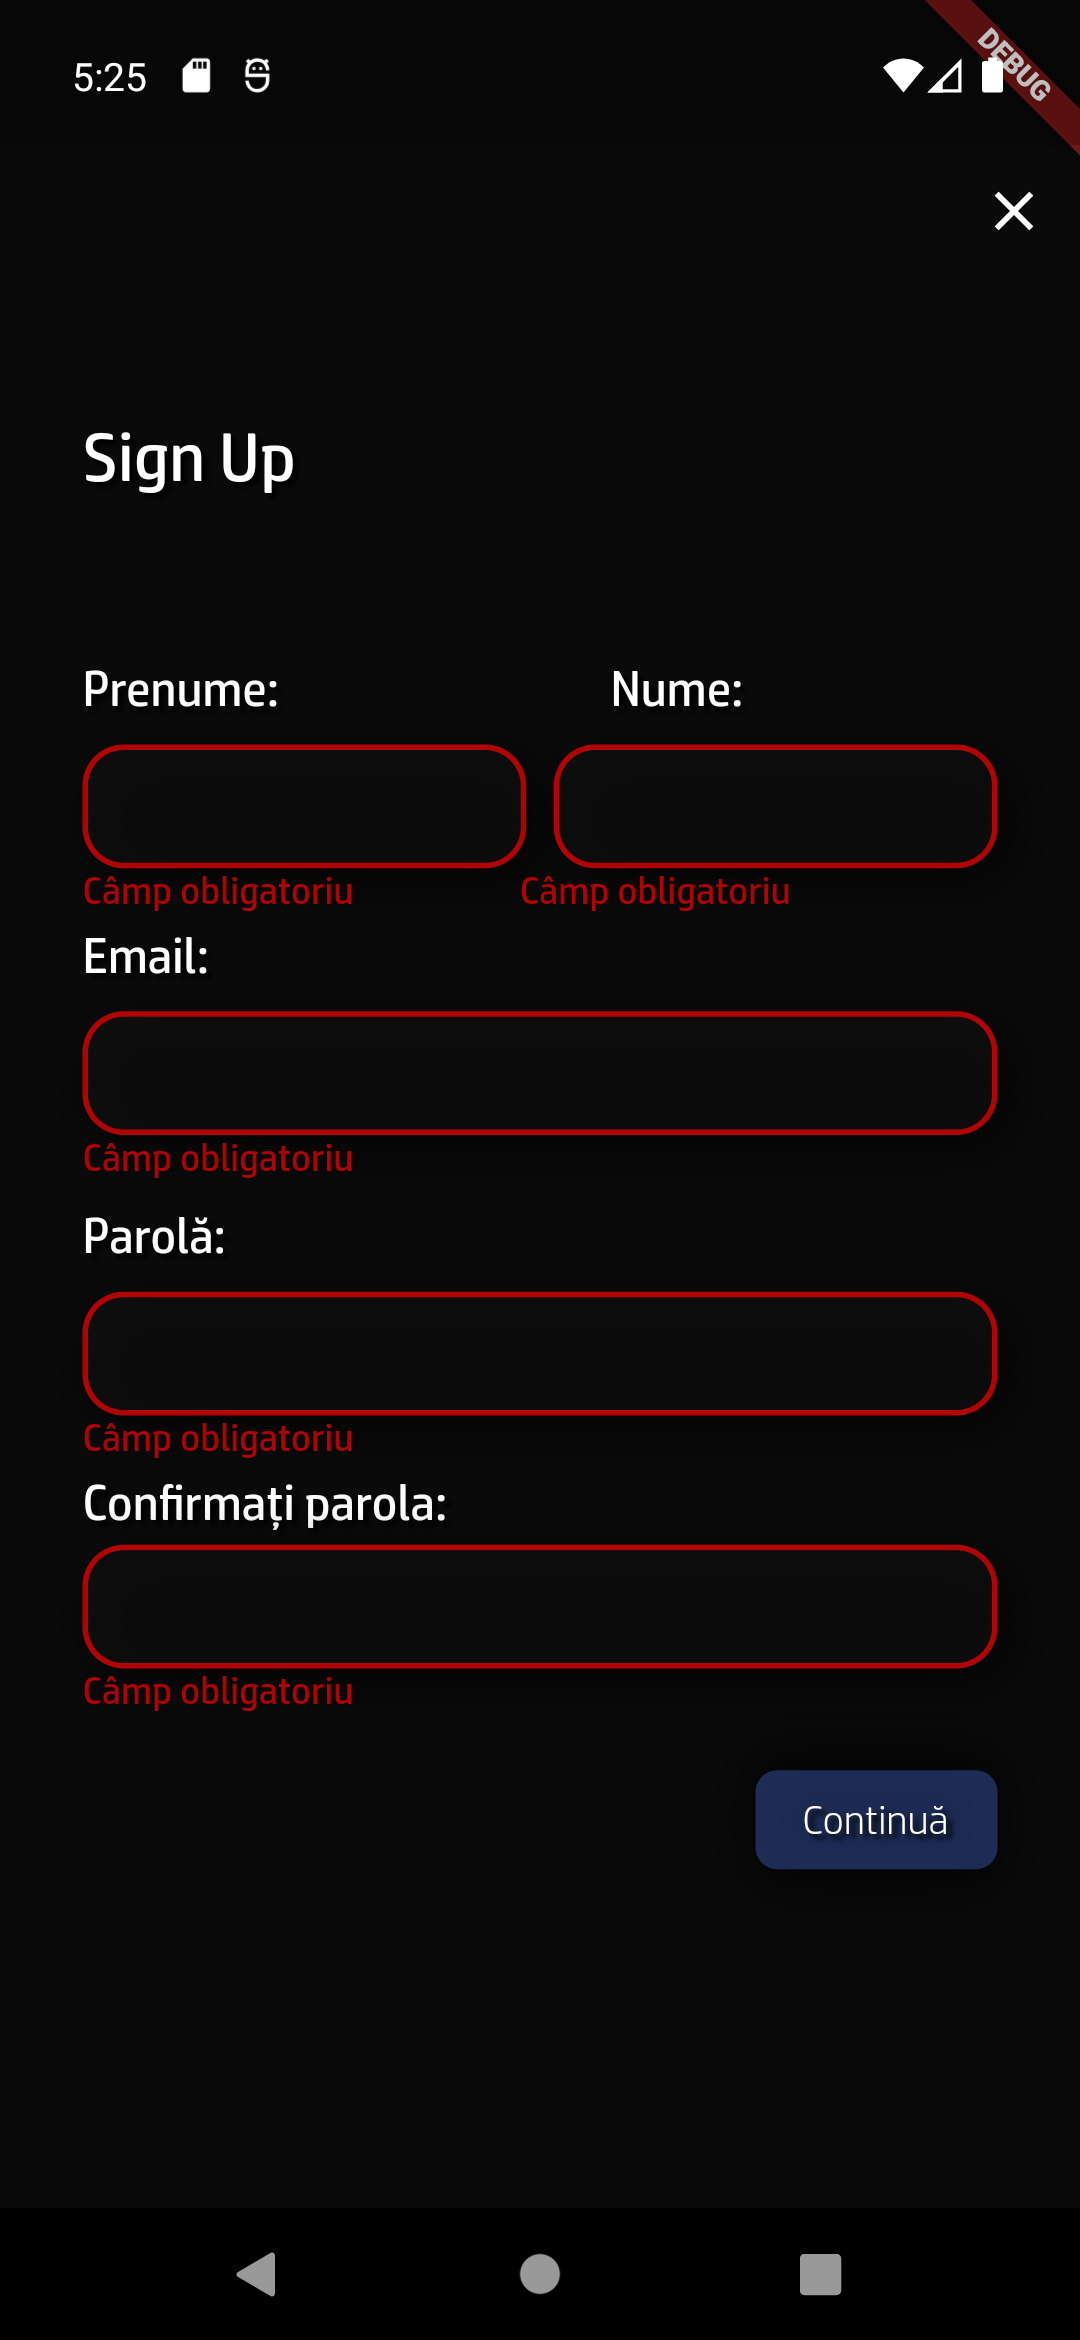 5:25
DEBUG
Sign Up
Prenume: Nume:
Câmp obligatoriu Câmp obligatoriu
Email:
Câmp obligatoriu
Parolă:
Câmp obligatoriu
Confirmați parola:
Câmp obligatoriu
Continuă